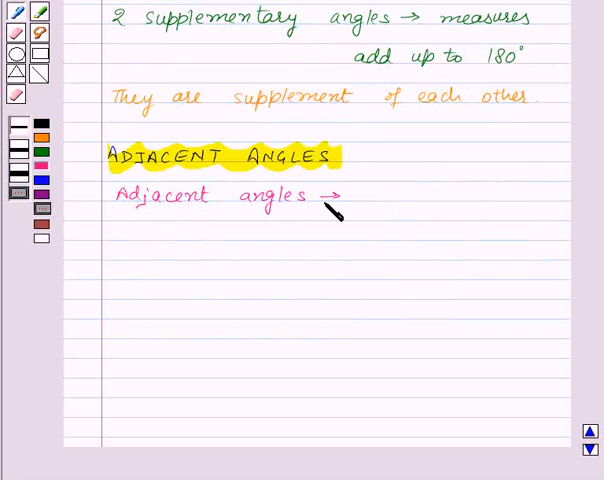 2 supplementary angles → measures
add up to 180°
They are supplement of each other.
ADJACENT ANGLES
Adjacent angles →